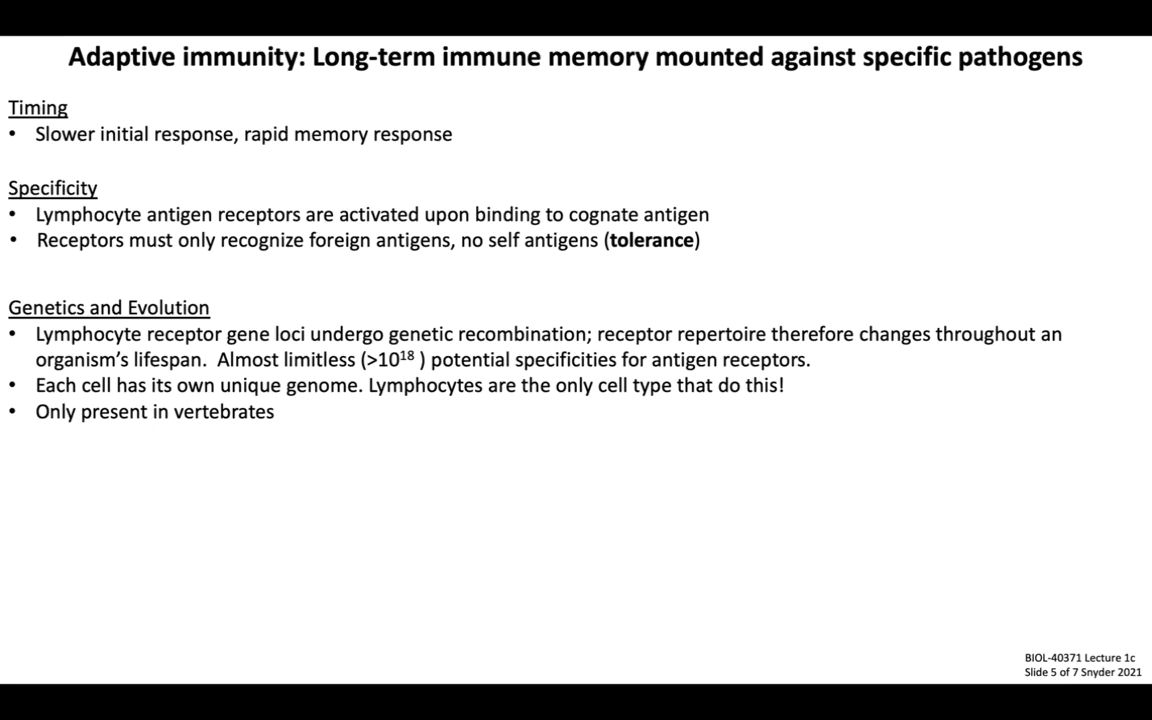 Adaptive immunity: Long-term immune memory mounted against specific pathogens
Timing
• Slower initial response, rapid memory response
Specificity
• Lymphocyte antigen receptors are activated upon binding to cognate antigen
• Receptors must only recognize foreign antigens, no self antigens (tolerance)
Genetics and Evolution
• Lymphocyte receptor gene loci undergo genetic recombination; receptor repertoire therefore changes throughout an
organism’s lifespan. Almost limitless (>10¹⁸ ) potential specificities for antigen receptors.
• Each cell has its own unique genome. Lymphocytes are the only cell type that do this!
• Only present in vertebrates
BIOL-40371 Lecture 1c
Slide 5 of 7 Snyder 2021